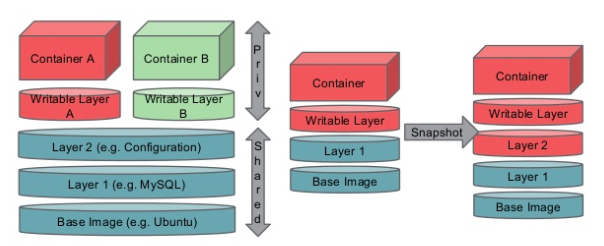 Container A
Container B
Priv
Writable Layer
A
Writable Layer
B
Layer 2 (e.g. Configuration)
Layer 1 (e.g. MySQL)
Base Image (e.g. Ubuntu)
Shared
Container
Writable Layer
Layer 1
Base Image
Snapshot
Container
Writable Layer
Layer 2
Layer 1
Base Image